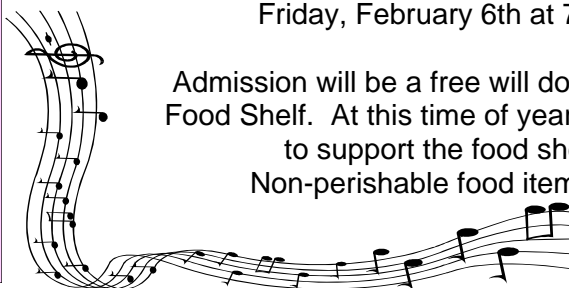 Friday, February 6th at 7
Admission will be a free will do
Food Shelf.  At this time of year
to support the food sh
Non-perishable food item